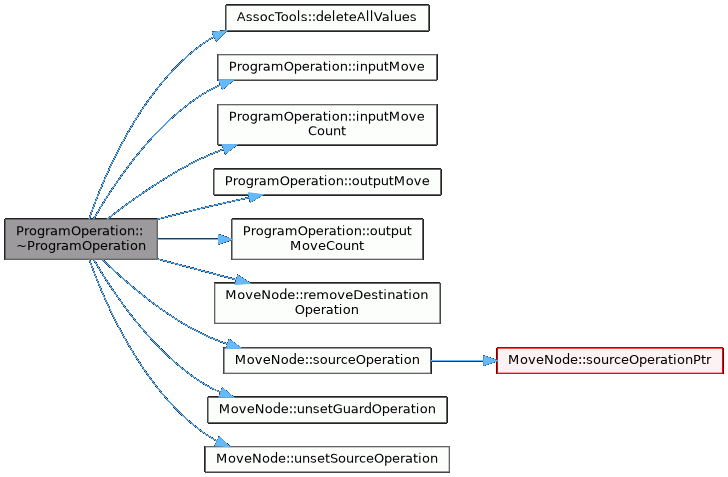 AssocTools::deleteAllValues
ProgramOperation::inputMove
ProgramOperation::inputMove
Count
ProgramOperation::outputMove
ProgramOperation::
~ProgramOperation
ProgramOperation::output
MoveCount
MoveNode::removeDestination
Operation
MoveNode::sourceOperation
MoveNode::sourceOperationPtr
MoveNode::unsetGuardOperation
MoveNode::unsetSourceOperation